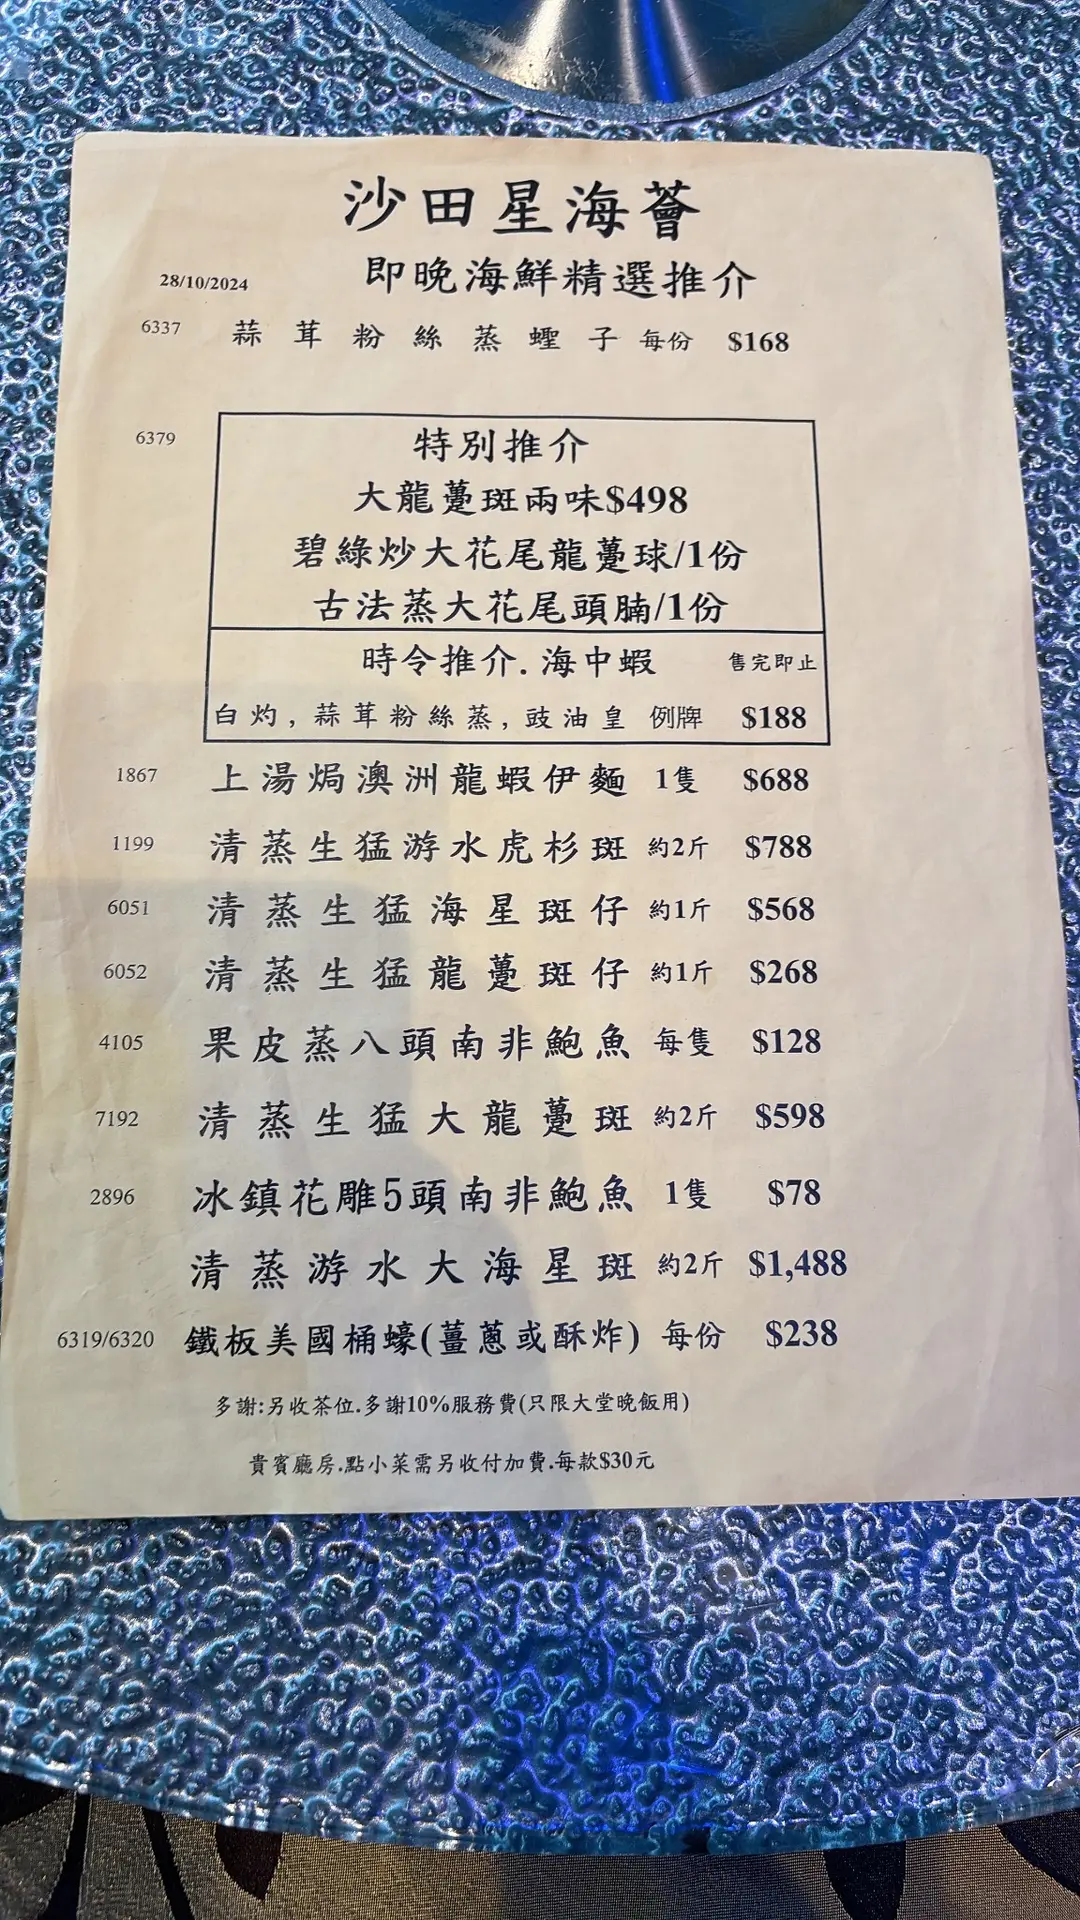 沙田星海薈
即晚海鮮精選推介
28/10/2024
6337 蒜茸粉絲蒸蟶子 每份 $168
6379
特別推介
大龍躉斑兩味$498
碧綠炒大花尾龍躉球/1份
古法蒸大花尾頭腩/1份
時令推介.海中蝦 售完即止
白灼,蒜茸粉絲蒸,豉油皇 例牌 $188
1867 上湯焗澳洲龍蝦伊麵 1隻 $688
1199 清蒸生猛游水虎杉斑 約2斤 $788
6051 清蒸生猛海星斑仔 約1斤 $568
6052 清蒸生猛龍躉斑仔 約1斤 $268
4105 果皮蒸八頭南非鮑魚 每隻 $128
7192 清蒸生猛大龍躉斑 約2斤 $598
2896 冰鎮花雕5頭南非鮑魚 1隻 $78
清蒸游水大海星斑 約2斤 $1,488
6319/6320 鐵板美國桶蠔(薑蔥或酥炸) 每份 $238
多謝:另收茶位.多謝10%服務費(只限大堂晚飯用)
貴賓廳房.點小菜需另收付加費.每款$30元